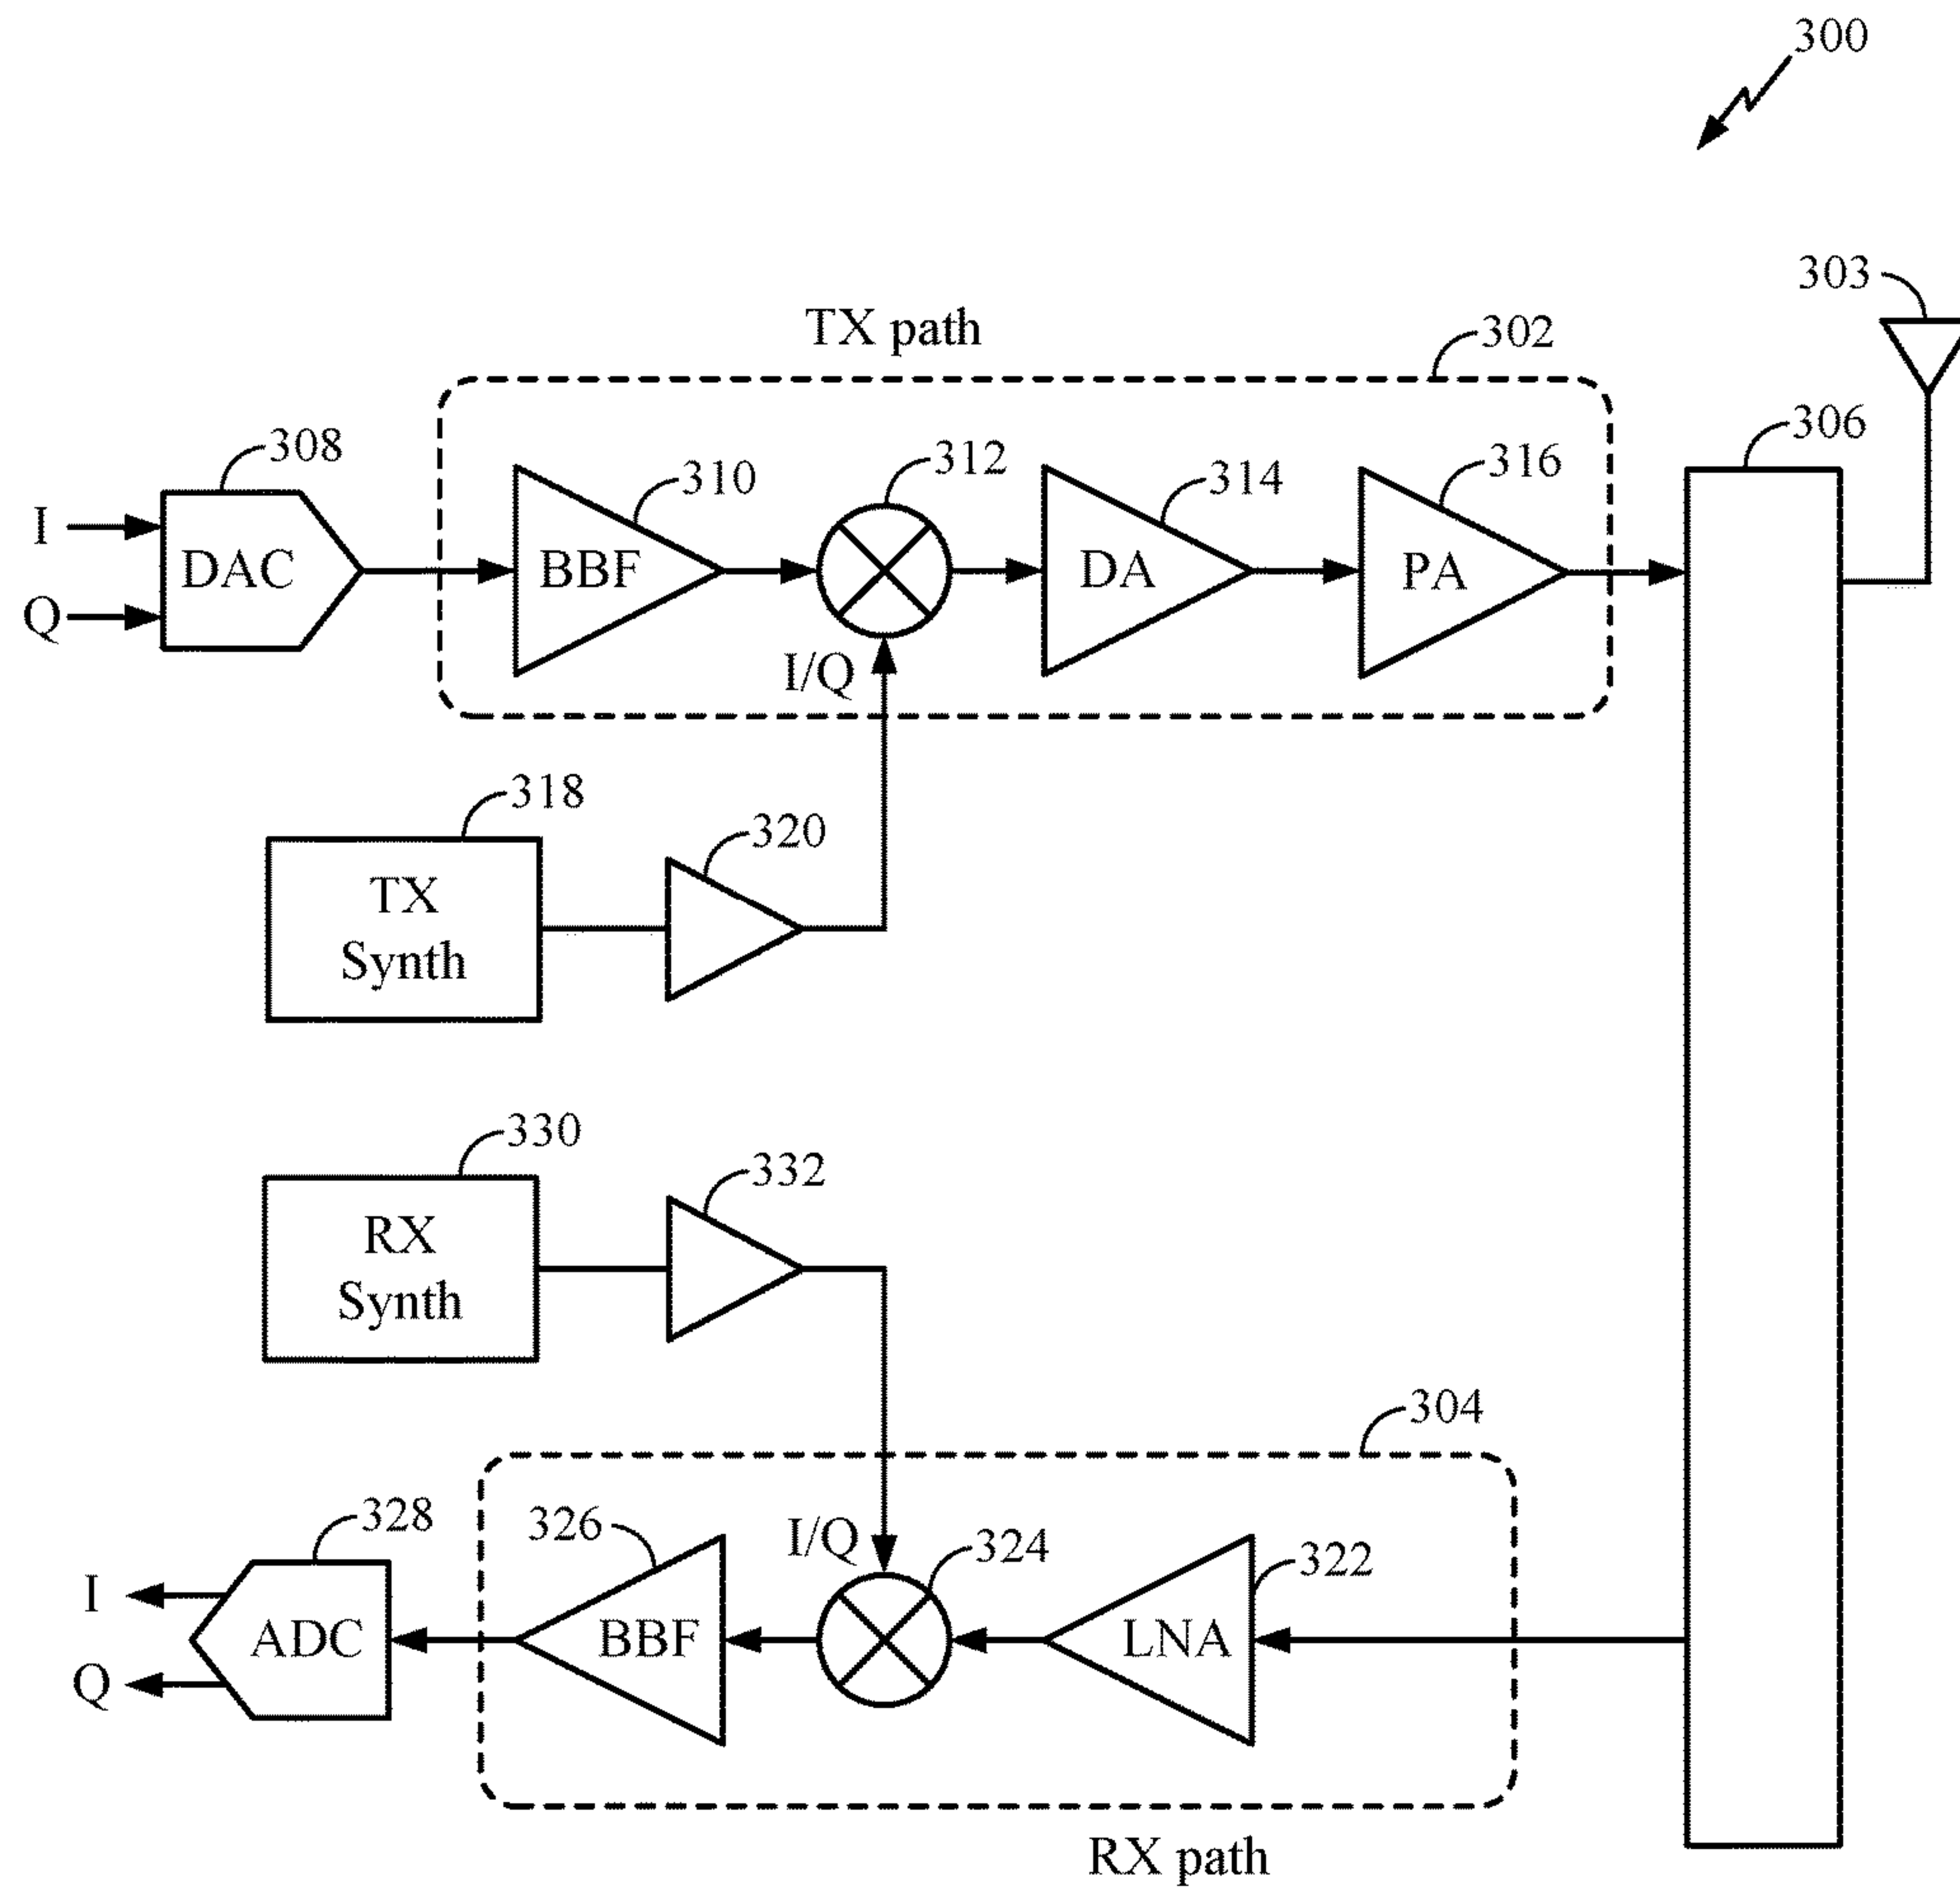 300
303
TX path
302
306
308
310
312
314
316
I
DAC
BBF
DA
PA
Q
I/Q
318
320
TX
Synth
330
332
RX
Synth
304
328
326
I/Q
324
322
I
ADC
BBF
LNA
Q
RX path